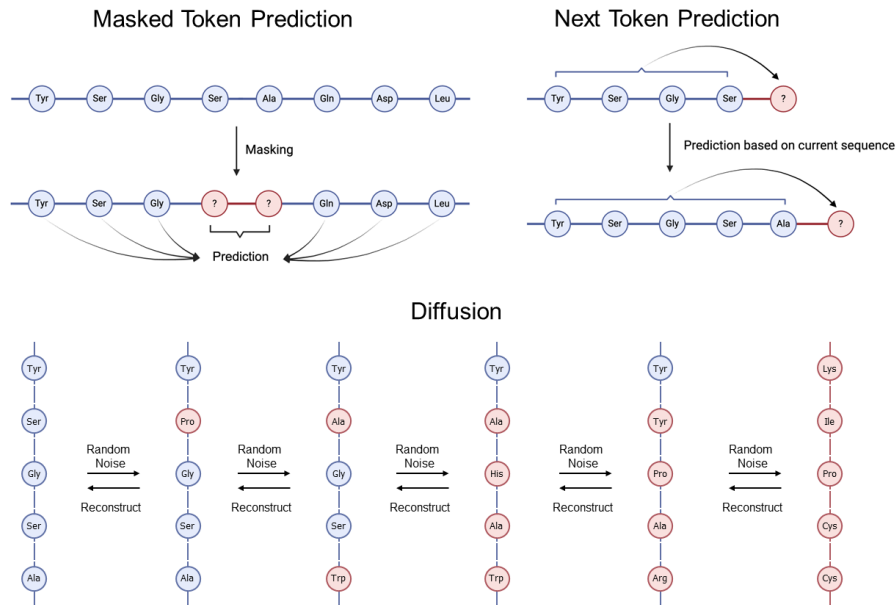 Masked Token Prediction
Next Token Prediction
Tyr Ser Gly Ser Ala Gln Asp Leu
Masking
Tyr Ser Gly ? ? Gln Asp Leu
Prediction
Tyr Ser Gly Ser ?
Prediction based on current sequence
Tyr Ser Gly Ser Ala ?
Diffusion
Tyr Tyr Tyr Tyr Tyr Lys
Ser Pro Ala Ala Tyr Ile
Random Noise Random Noise Random Noise Random Noise Random Noise
Gly Gly Gly His Pro Pro
Reconstruct Reconstruct Reconstruct Reconstruct Reconstruct
Ser Ser Ser Ala Ala Cys
Ala Ala Trp Trp Arg Cys